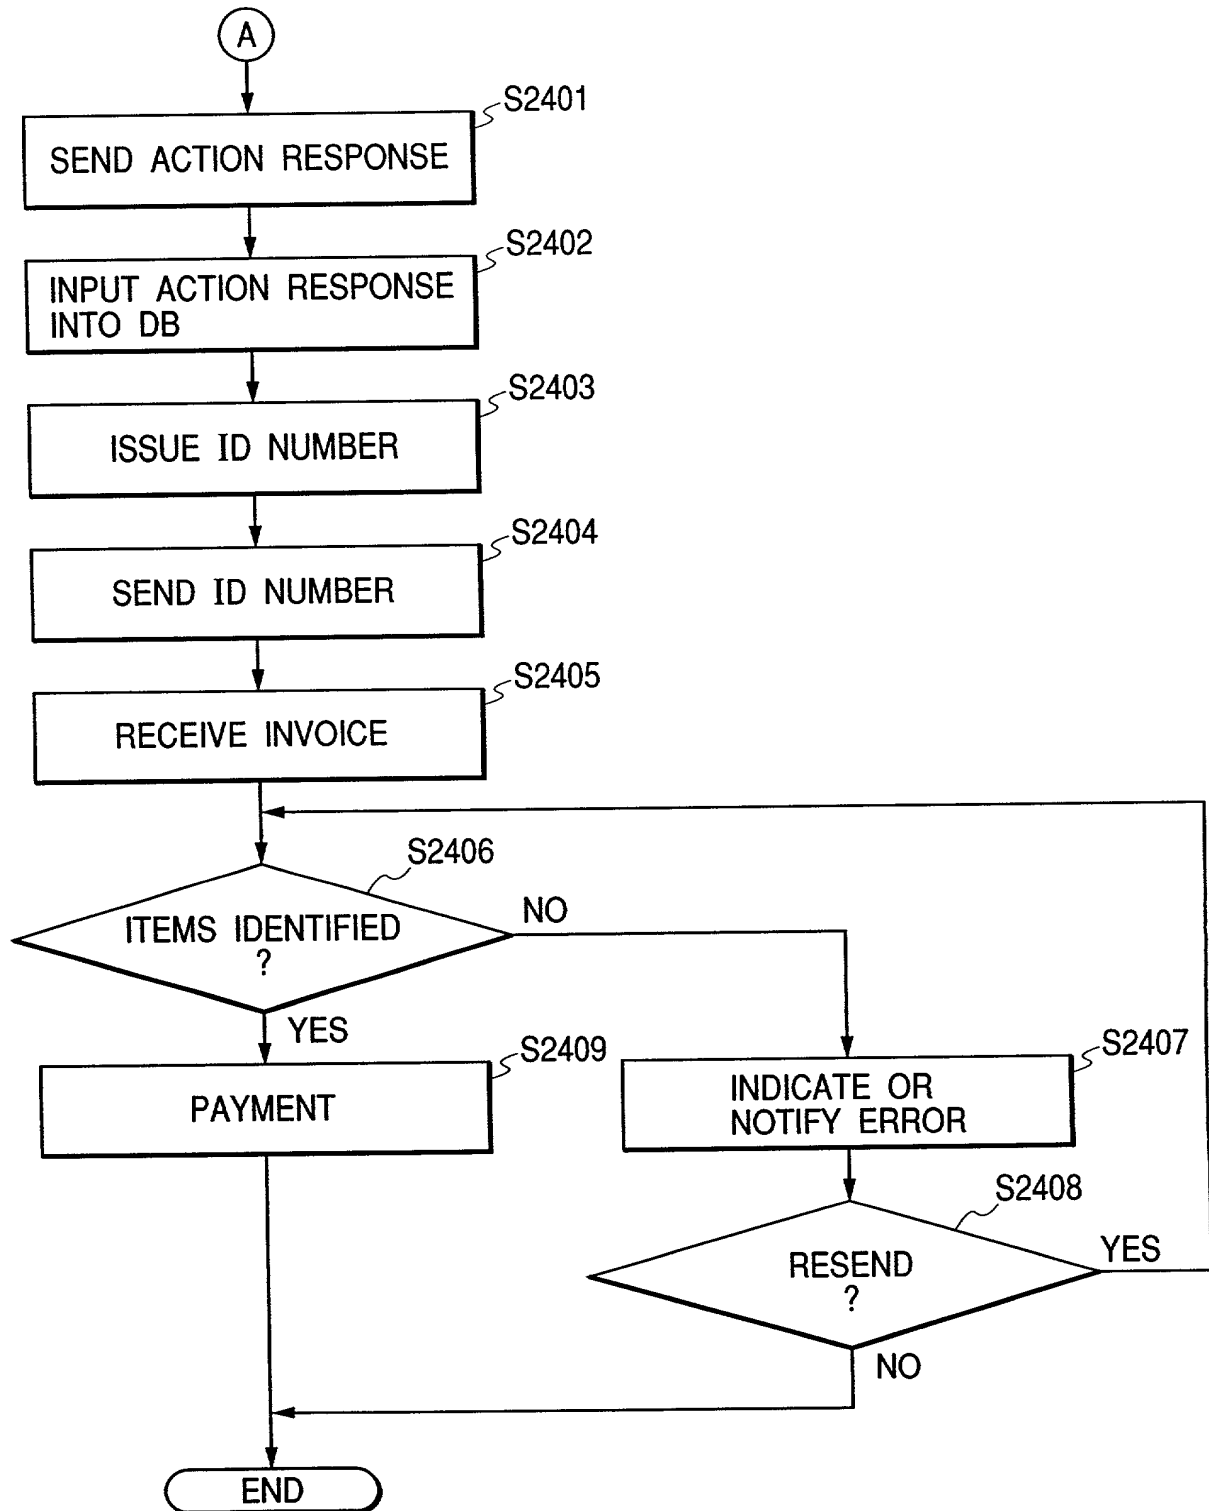 A
S2401
SEND ACTION RESPONSE
S2402
INPUT ACTION RESPONSE
INTO DB
S2403
ISSUE ID NUMBER
S2404
SEND ID NUMBER
S2405
RECEIVE INVOICE
S2406
ITEMS IDENTIFIED
?
NO
YES
S2409
PAYMENT
S2407
INDICATE OR
NOTIFY ERROR
S2408
RESEND
?
YES
NO
END